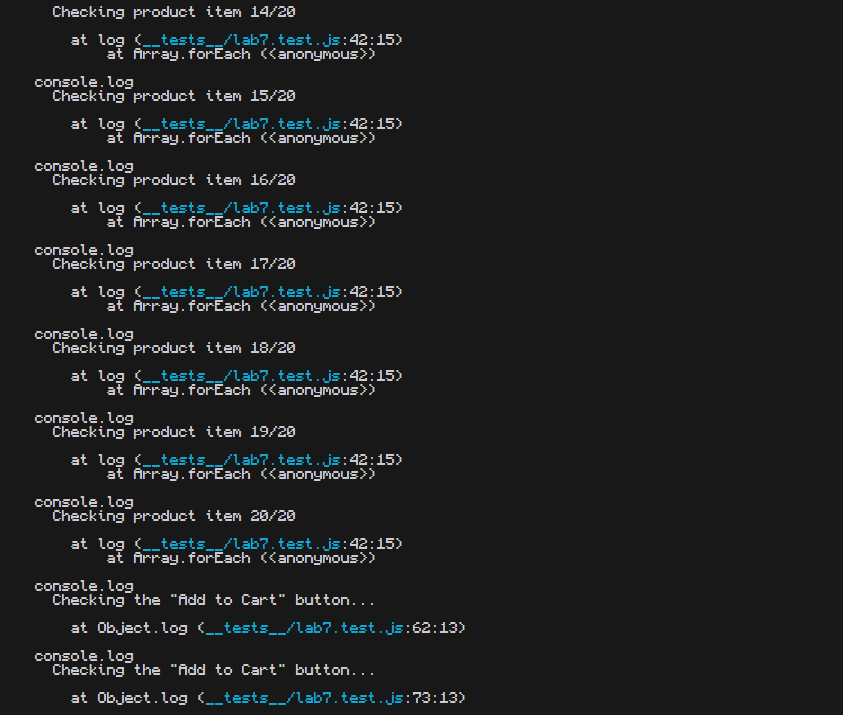 Checking product item 14/20
at log (__tests__/lab7.test.js:42:15)
at Array.forEach (<anonymous>)
console.log
Checking product item 15/20
at log (__tests__/lab7.test.js:42:15)
at Array.forEach (<anonymous>)
console.log
Checking product item 16/20
at log (__tests__/lab7.test.js:42:15)
at Array.forEach (<anonymous>)
console.log
Checking product item 17/20
at log (__tests__/lab7.test.js:42:15)
at Array.forEach (<anonymous>)
console.log
Checking product item 18/20
at log (__tests__/lab7.test.js:42:15)
at Array.forEach (<anonymous>)
console.log
Checking product item 19/20
at log (__tests__/lab7.test.js:42:15)
at Array.forEach (<anonymous>)
console.log
Checking product item 20/20
at log (__tests__/lab7.test.js:42:15)
at Array.forEach (<anonymous>)
console.log
Checking the "Add to Cart" button...
at Object.log (__tests__/lab7.test.js:62:13)
console.log
Checking the "Add to Cart" button...
at Object.log (__tests__/lab7.test.js:73:13)